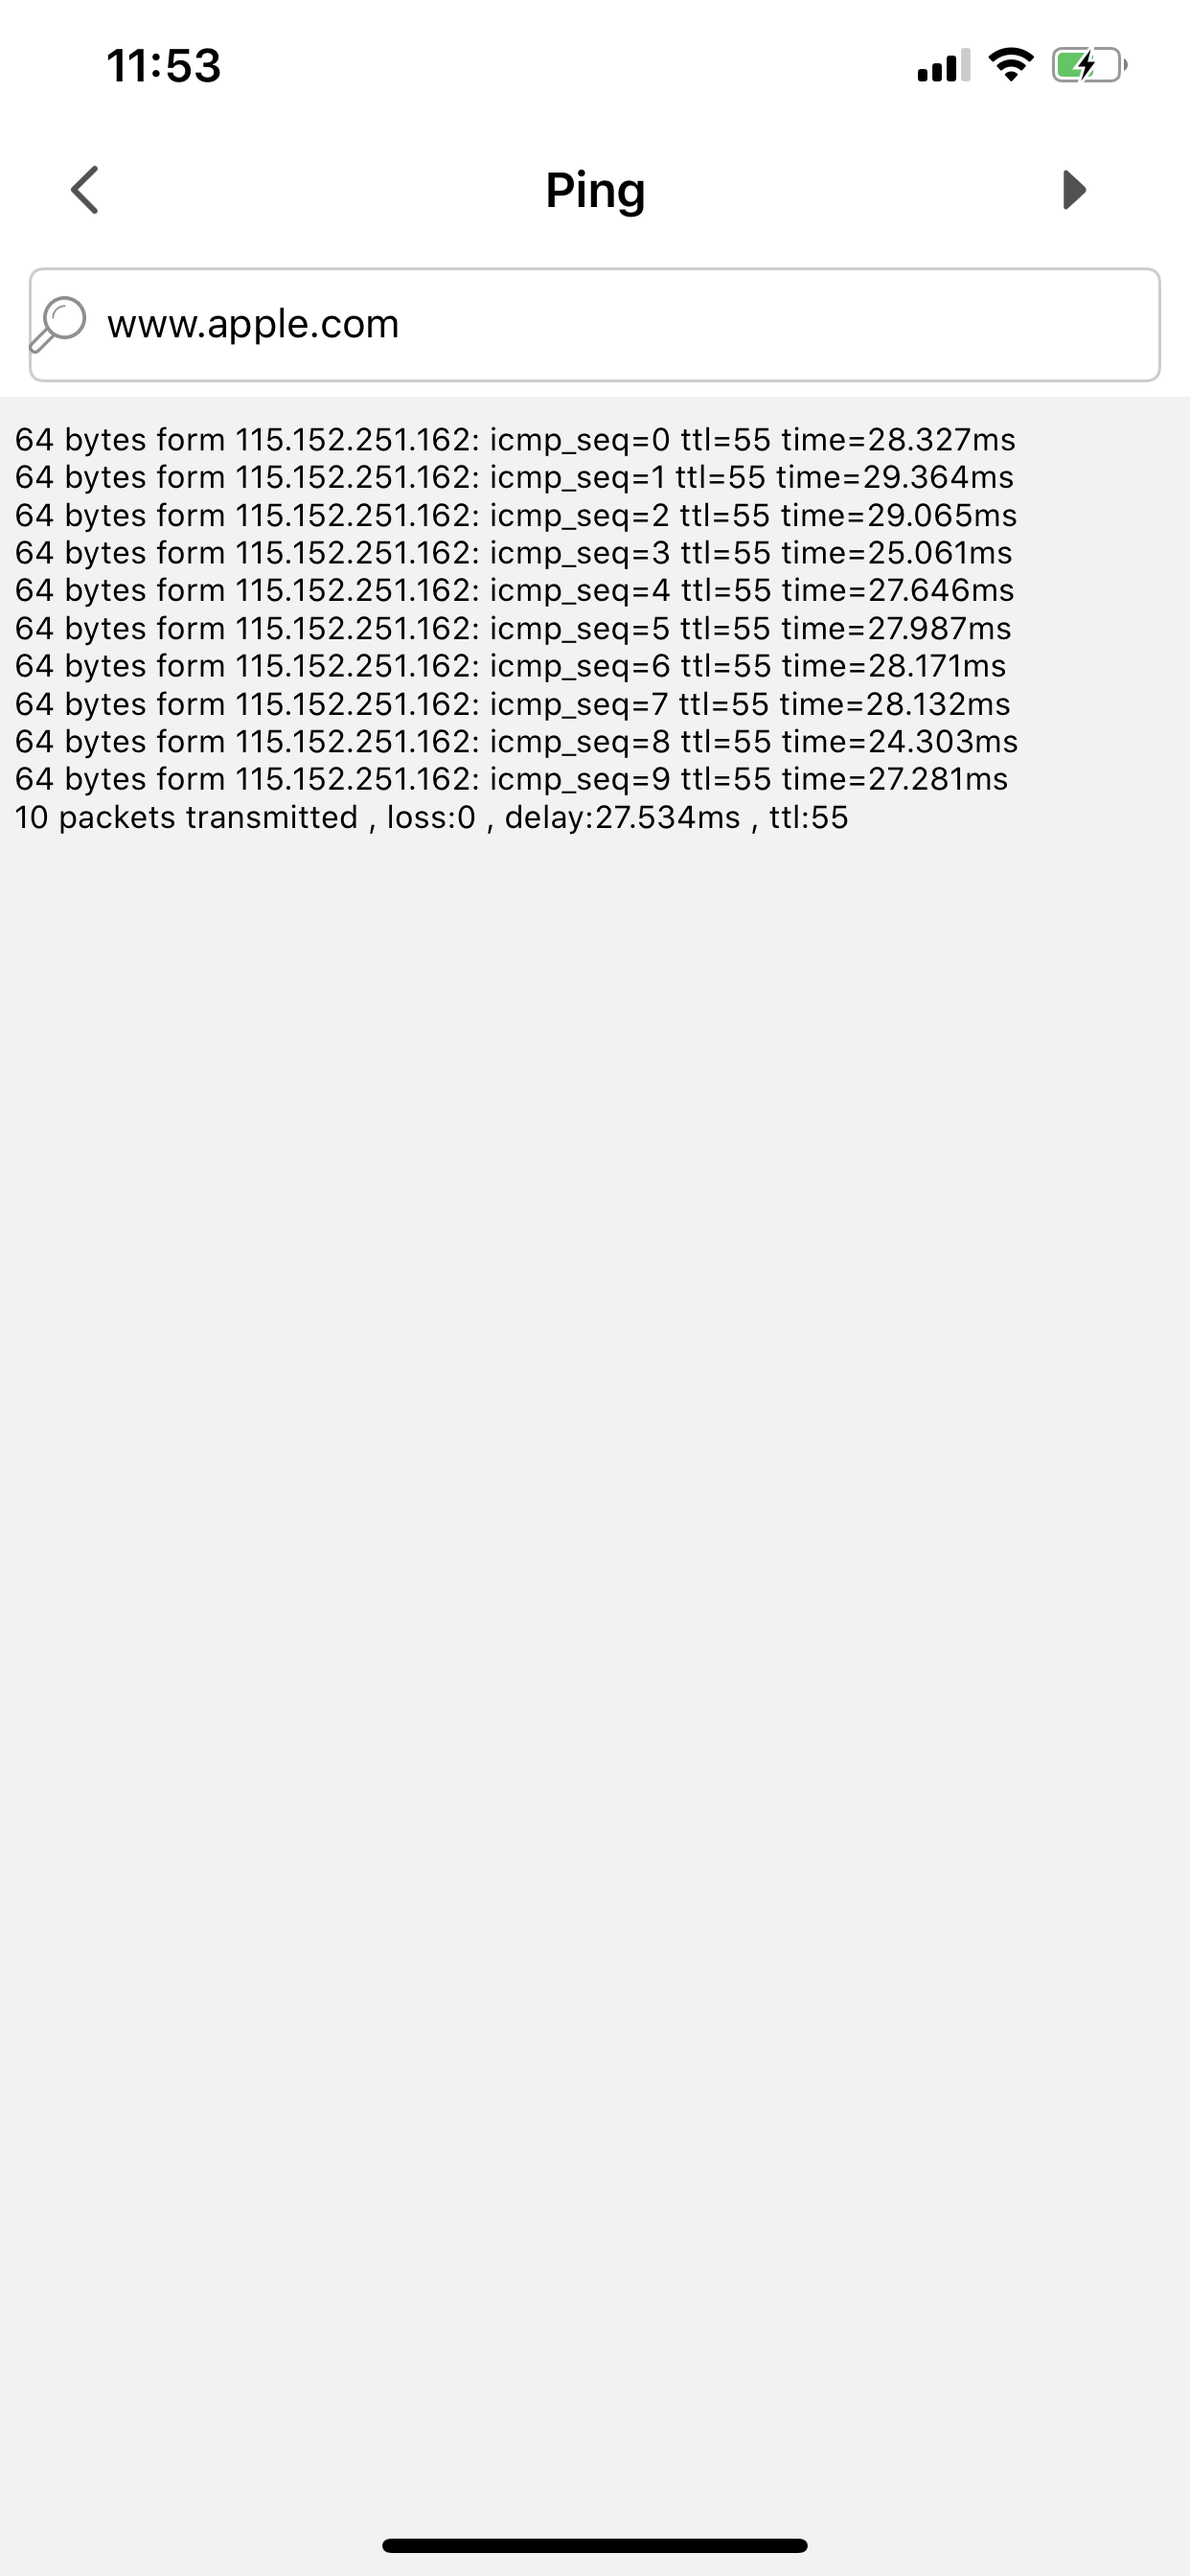 11:53
Ping
www.apple.com
64 bytes form 115.152.251.162: icmp_seq=0 ttl=55 time=28.327ms
64 bytes form 115.152.251.162: icmp_seq=1 ttl=55 time=29.364ms
64 bytes form 115.152.251.162: icmp_seq=2 ttl=55 time=29.065ms
64 bytes form 115.152.251.162: icmp_seq=3 ttl=55 time=25.061ms
64 bytes form 115.152.251.162: icmp_seq=4 ttl=55 time=27.646ms
64 bytes form 115.152.251.162: icmp_seq=5 ttl=55 time=27.987ms
64 bytes form 115.152.251.162: icmp_seq=6 ttl=55 time=28.171ms
64 bytes form 115.152.251.162: icmp_seq=7 ttl=55 time=28.132ms
64 bytes form 115.152.251.162: icmp_seq=8 ttl=55 time=24.303ms
64 bytes form 115.152.251.162: icmp_seq=9 ttl=55 time=27.281ms
10 packets transmitted , loss:0 , delay:27.534ms , ttl:55